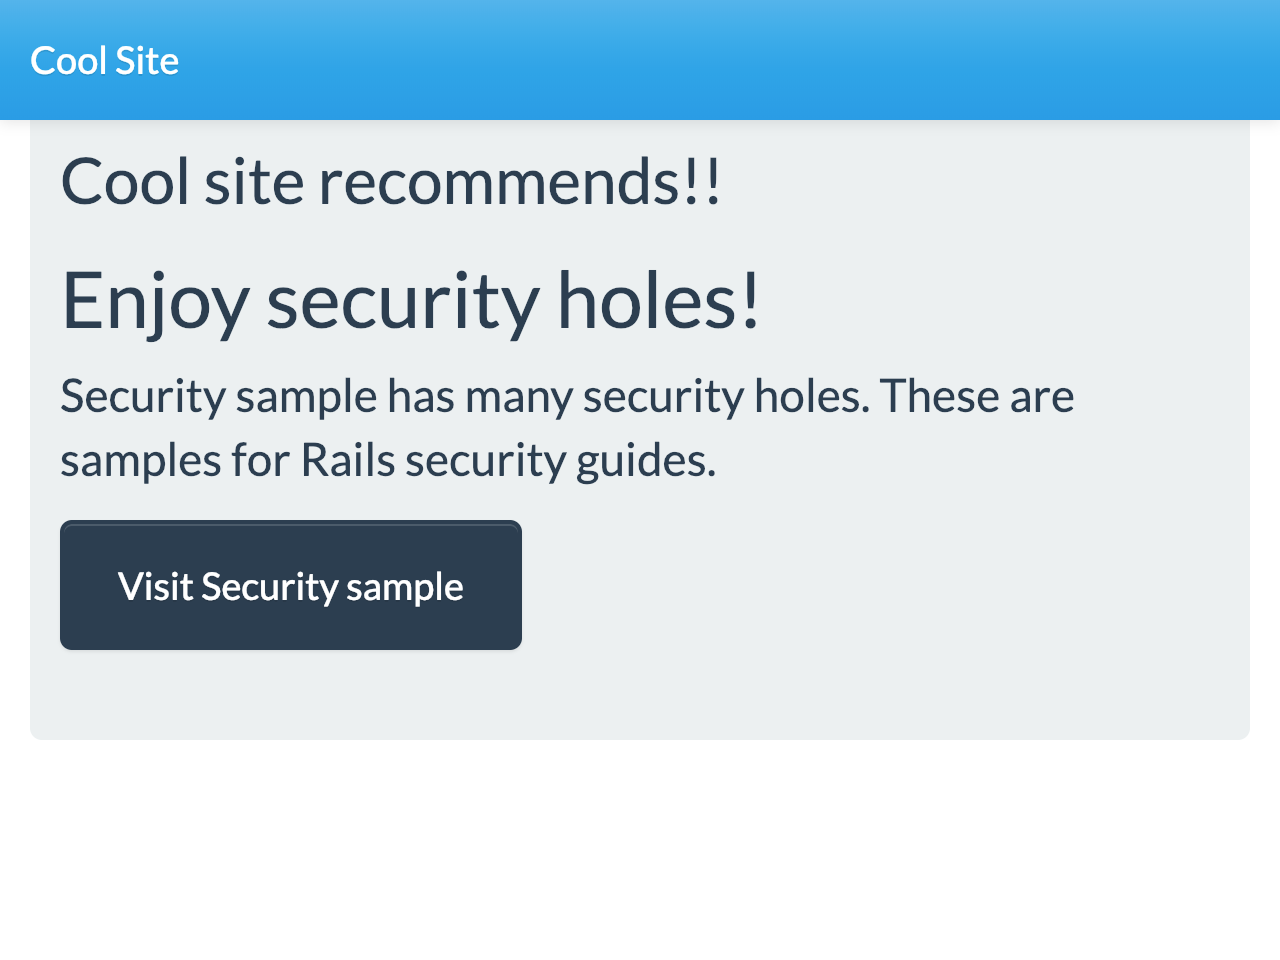 Cool Site
Cool site recommends!!
Enjoy security holes!
Security sample has many security holes. These are
samples for Rails security guides.
Visit Security sample